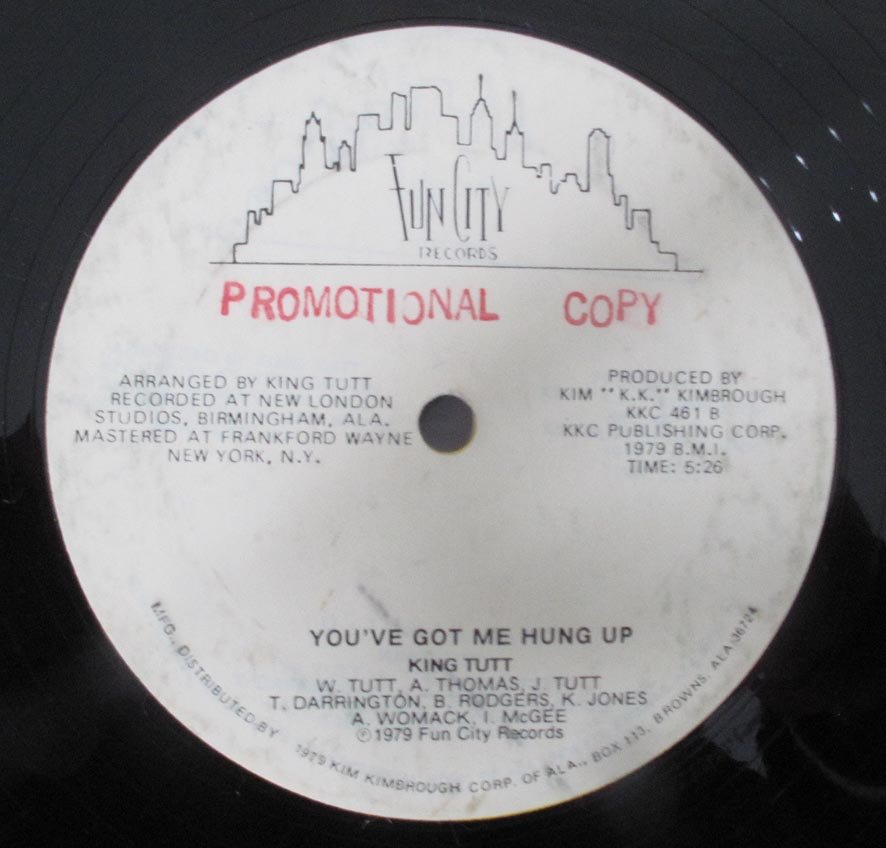 FUN CITY
RECORDS
PROMOTIONAL COPY
ARRANGED BY KING TUTT
RECORDED AT NEW LONDON
STUDIOS, BIRMINGHAM, ALA.
MASTERED AT FRANKFORD WAYNE
NEW YORK, N.Y.
PRODUCED BY
KIM "K.K." KIMBROUGH
KKC 461 B
KKC PUBLISHING CORP.
1979 B.M.I.
TIME: 5:26
YOU'VE GOT ME HUNG UP
KING TUTT
W. TUTT, A. THOMAS, J. TUTT
T. DARRINGTON, B. RODGERS, K. JONES
A. WOMACK, I. McGEE
℗1979 Fun City Records
MFG., DISTRIBUTED BY 1979 KIM KIMBROUGH CORP. OF ALA., BOX 113, BROWNS, ALA 36724